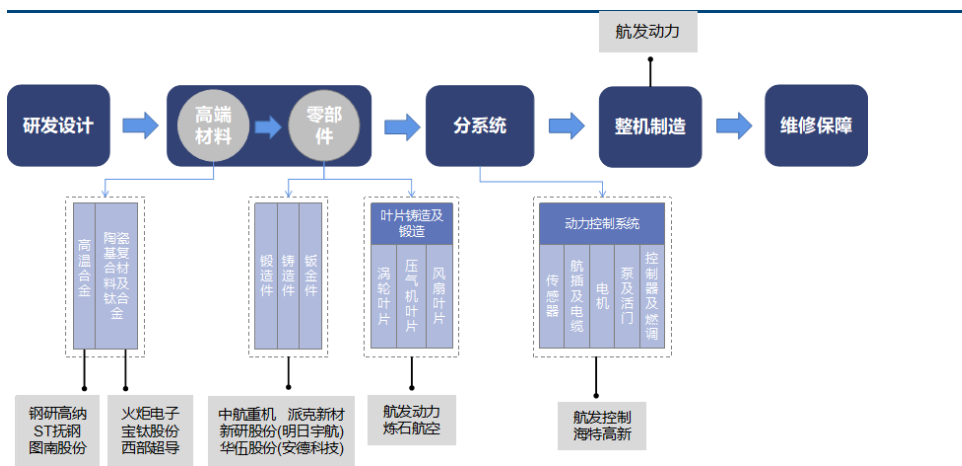 航发动力
研发设计
高端
材料
零部
件
分系统
整机制造
维修保障
高温合金
陶瓷
基复
合材
料及
钛合
金
锻造件
铸造件
钣金件
叶片铸造及
锻造
涡轮叶片
压气机叶片
风扇叶片
动力控制系统
传感器
航插及电缆
电机
泵及活门
控制器及燃调
钢研高纳
ST抚钢
图南股份
火炬电子
宝钛股份
西部超导
中航重机 派克新材
新研股份(明日宇航)
华伍股份(安德科技)
航发动力
炼石航空
航发控制
海特高新